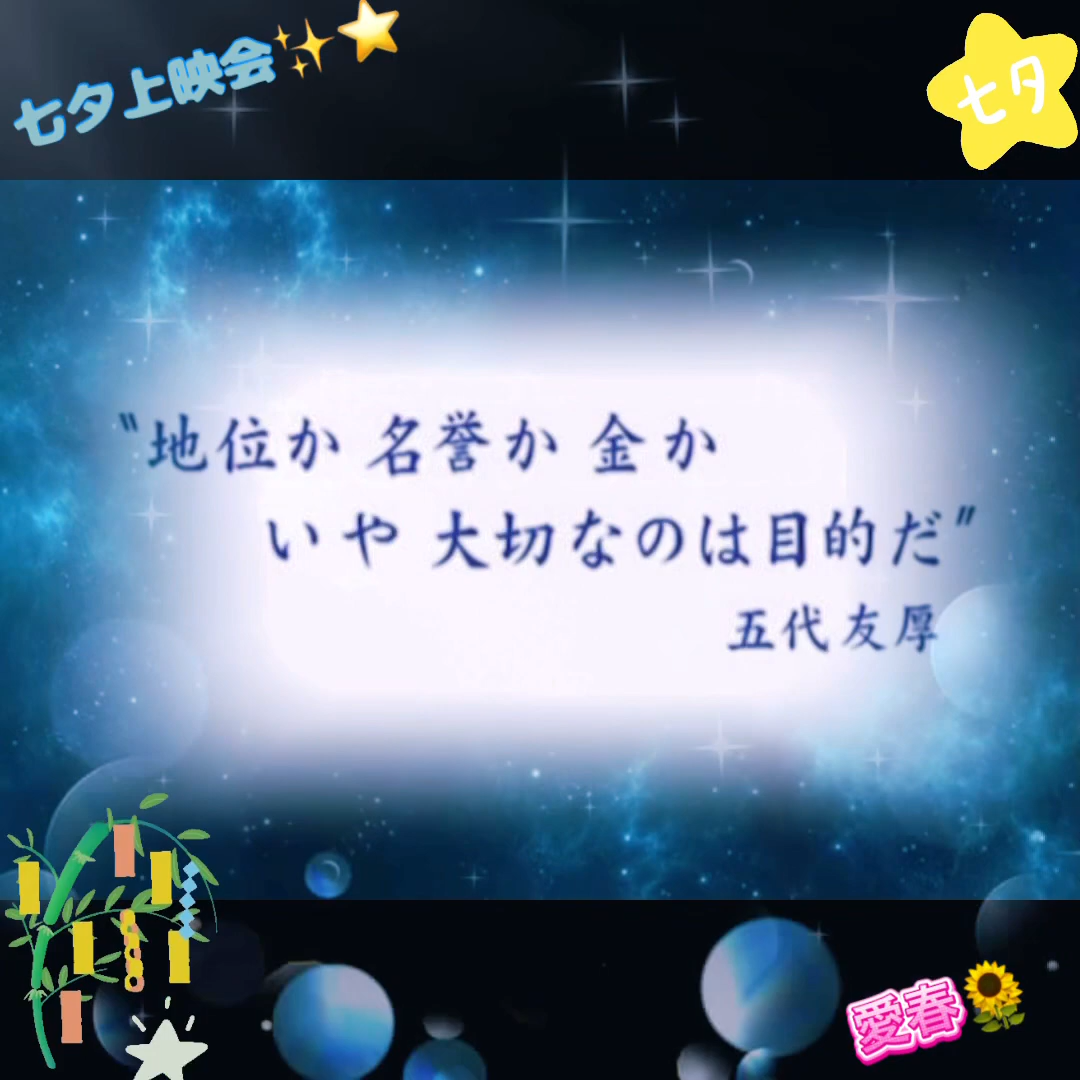 七夕上映会✨⭐
七夕
〝地位か 名誉か 金か
いや 大切なのは目的だ〞
五代友厚
愛春🌻